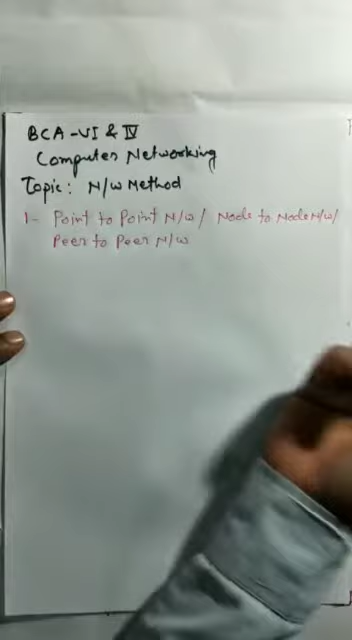 BCA-VI & IV
Computer Networking
Topic: N/W Method
1- Point to Point N/W / Node to Node N/W/
Peer to Peer N/W